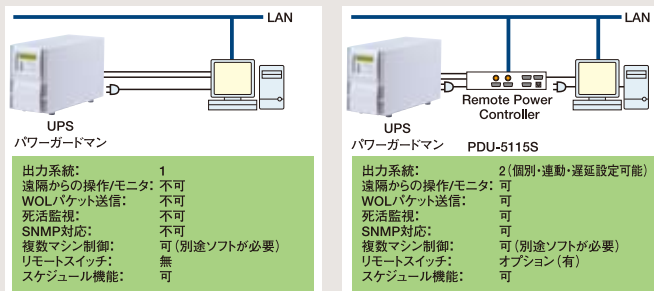 LAN
UPS
パワーガードマン
出力系統: 1
遠隔からの操作/モニタ: 不可
WOLパケット送信: 不可
死活監視: 不可
SNMP対応: 不可
複数マシン制御: 可(別途ソフトが必要)
リモートスイッチ: 無
スケジュール機能: 可
LAN
Remote Power
Controller
UPS
パワーガードマン
PDU-5115S
出力系統: 2(個別・連動・遅延設定可能)
遠隔からの操作/モニタ: 可
WOLパケット送信: 可
死活監視: 可
SNMP対応: 可
複数マシン制御: 可(別途ソフトが必要)
リモートスイッチ: オプション(有)
スケジュール機能: 可